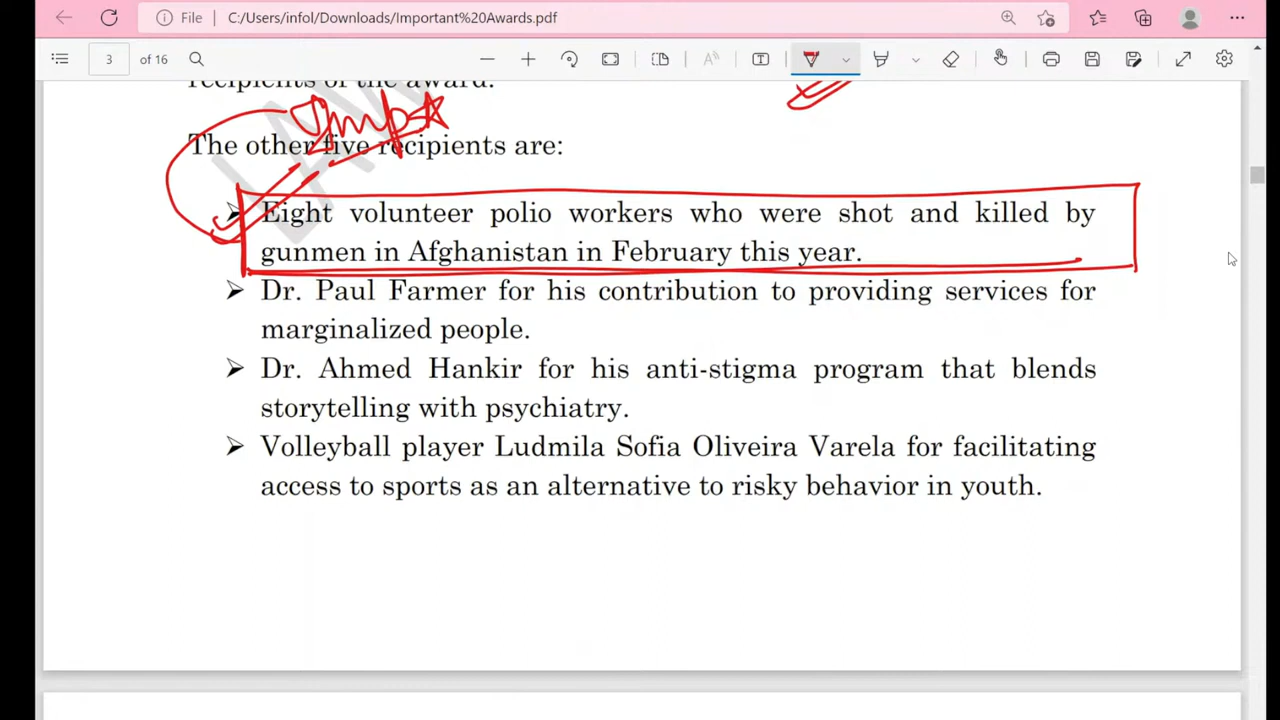 File C:/Users/infol/Downloads/Important%20Awards.pdf
3 of 16
recipients of the award.
Imp
The other five recipients are:
➤ Eight volunteer polio workers who were shot and killed by
gunmen in Afghanistan in February this year.
➤ Dr. Paul Farmer for his contribution to providing services for
marginalized people.
➤ Dr. Ahmed Hankir for his anti-stigma program that blends
storytelling with psychiatry.
➤ Volleyball player Ludmila Sofia Oliveira Varela for facilitating
access to sports as an alternative to risky behavior in youth.